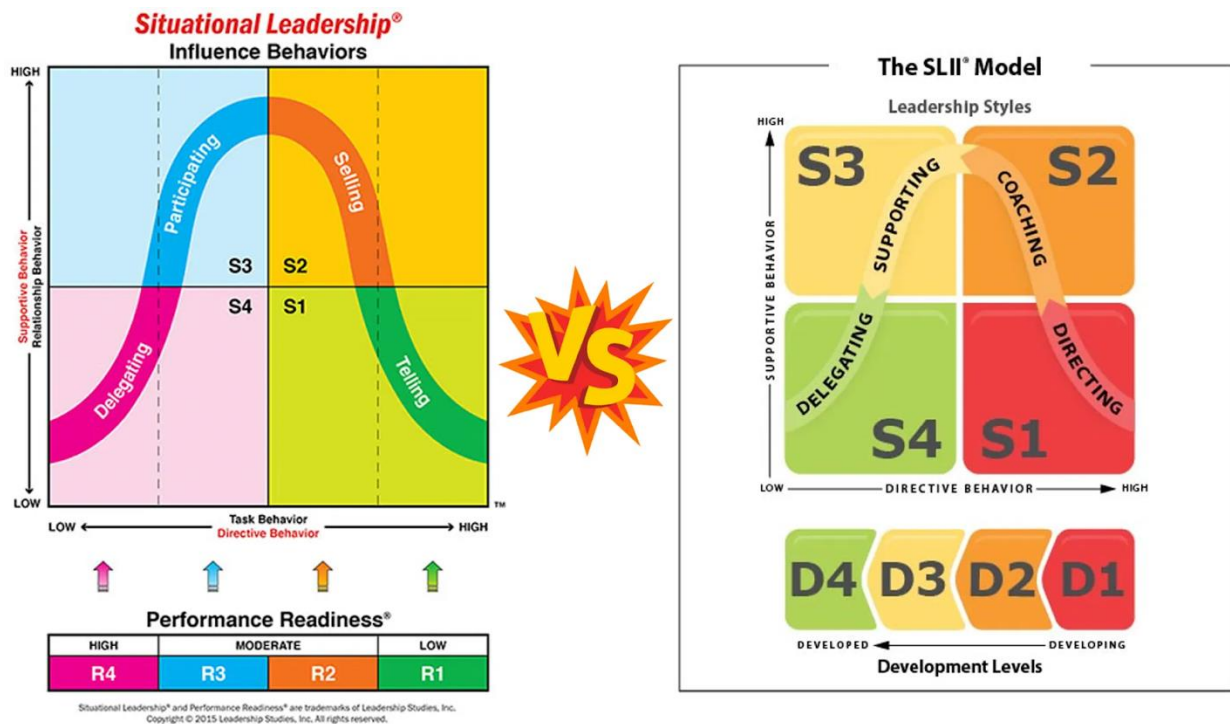 Situational Leadership®
Influence Behaviors
HIGH
Supportive Behavior
Relationship Behavior
LOW
Participating
Selling
S3
S2
S4
S1
Delegating
Telling
™
LOW
Task Behavior
Directive Behavior
HIGH
Performance Readiness®
HIGH
MODERATE
LOW
R4
R3
R2
R1
Situational Leadership® and Performance Readiness® are trademarks of Leadership Studies, Inc.
Copyright © 2015 Leadership Studies, Inc. All rights reserved.
VS
The SLII® Model
Leadership Styles
HIGH
SUPPORTIVE BEHAVIOR
S3
S2
SUPPORTING
COACHING
DELEGATING
DIRECTING
S4
S1
LOW
DIRECTIVE BEHAVIOR
HIGH
D4
D3
D2
D1
DEVELOPED
DEVELOPING
Development Levels